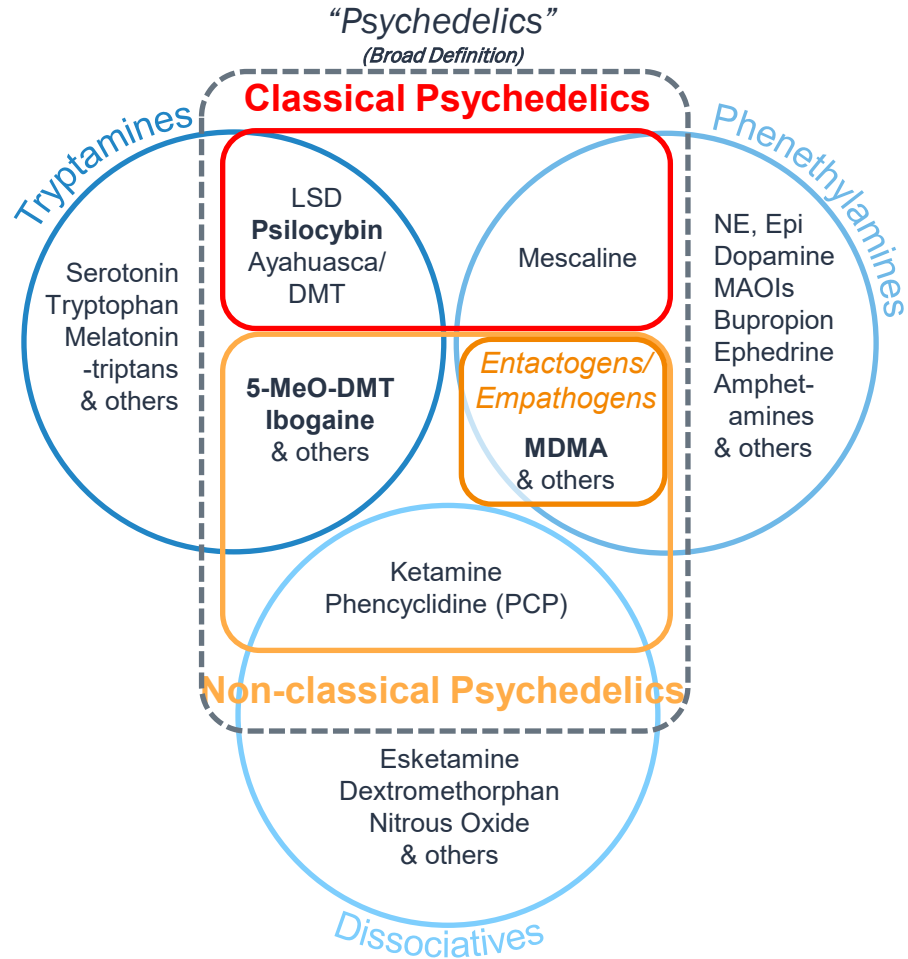 “Psychedelics”
(Broad Definition)
Classical Psychedelics
Tryptamines
Phenethylamines
LSD
Psilocybin
Ayahuasca/
DMT
Mescaline
Serotonin
Tryptophan
Melatonin
-triptans
& others
NE, Epi
Dopamine
MAOIs
Bupropion
Ephedrine
Amphet-
amines
& others
5-MeO-DMT
Ibogaine
& others
Entactogens/
Empathogens
MDMA
& others
Ketamine
Phencyclidine (PCP)
Non-classical Psychedelics
Esketamine
Dextromethorphan
Nitrous Oxide
& others
Dissociatives